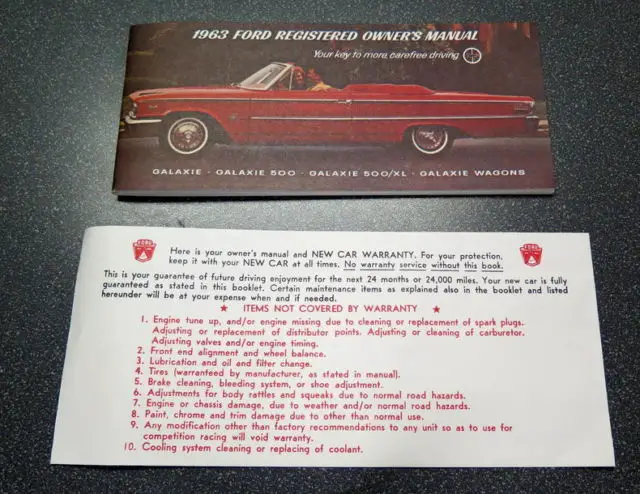 1963 FORD REGISTERED OWNER'S MANUAL
Your key to more carefree driving
GALAXIE · GALAXIE 500 · GALAXIE 500/XL · GALAXIE WAGONS
FORD
FORD
Here is your owner's manual and NEW CAR WARRANTY. For your protection,
keep it with your NEW CAR at all times. No warranty service without this book.
This is your guarantee of future driving enjoyment for the next 24 months or 24,000 miles. Your new car is fully
guaranteed as stated in this booklet. Certain maintenance items as explained also in the booklet and listed
hereunder will be at your expense when and if needed.
★ ITEMS NOT COVERED BY WARRANTY ★
1. Engine tune up, and/or engine missing due to cleaning or replacement of spark plugs.
Adjusting or replacement of distributor points. Adjusting or cleaning of carburetor.
Adjusting valves and/or engine timing.
2. Front end alignment and wheel balance.
3. Lubrication and oil and filter change.
4. Tires (warranteed by manufacturer, as stated in manual).
5. Brake cleaning, bleeding system, or shoe adjustment.
6. Adjustments for body rattles and squeaks due to normal road hazards.
7. Engine or chassis damage, due to weather and/or normal road hazards.
8. Paint, chrome and trim damage due to other than normal use.
9. Any modification other than factory recommendations to any unit so as to use for
competition racing will void warranty.
10. Cooling system cleaning or replacing of coolant.